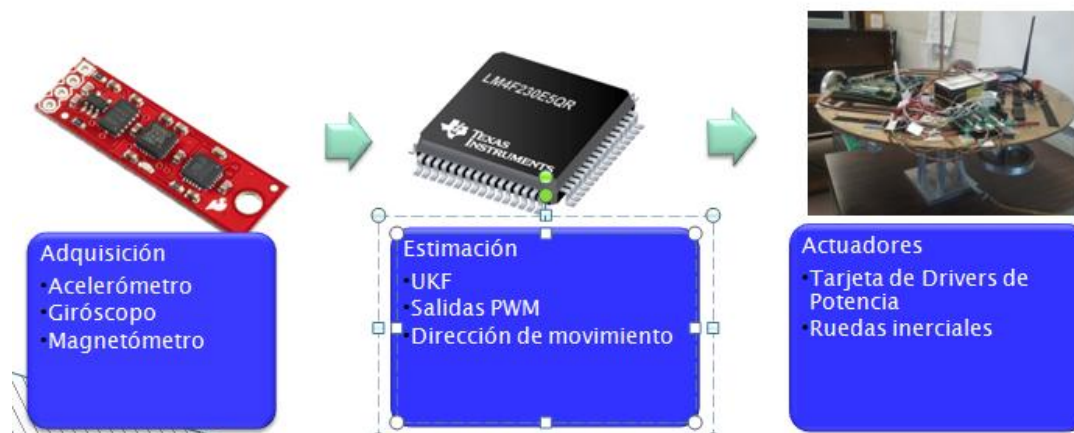 LM4F230E5QR
TEXAS
INSTRUMENTS
Adquisición
•Acelerómetro
•Giróscopo
•Magnetómetro
Estimación
•UKF
•Salidas PWM
•Dirección de movimiento
Actuadores
•Tarjeta de Drivers de
Potencia
•Ruedas inerciales